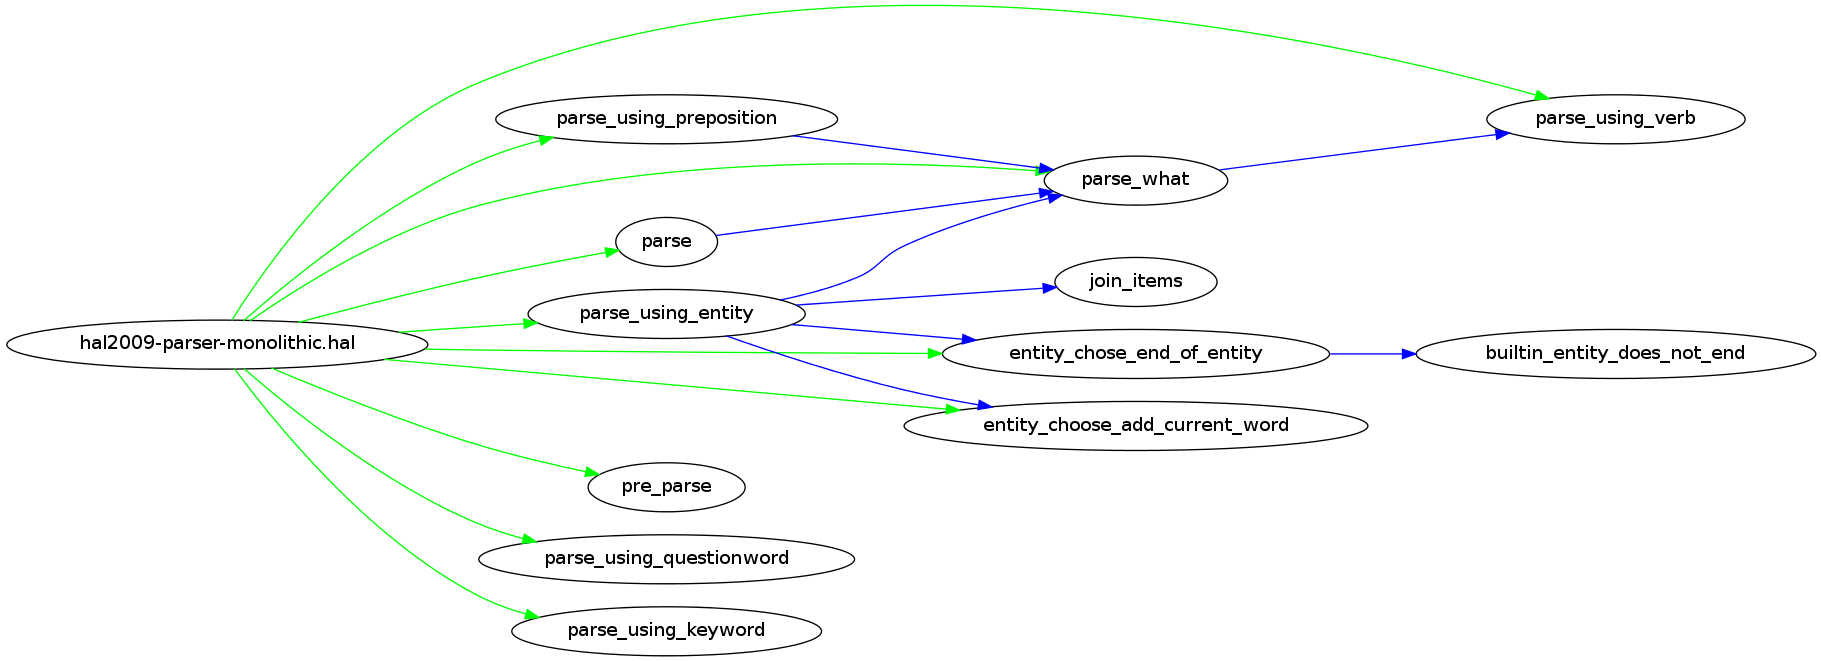 parse_using_preposition
parse_using_verb
parse_what
parse
join_items
parse_using_entity
hal2009-parser-monolithic.hal
entity_chose_end_of_entity
builtin_entity_does_not_end
entity_choose_add_current_word
pre_parse
parse_using_questionword
parse_using_keyword